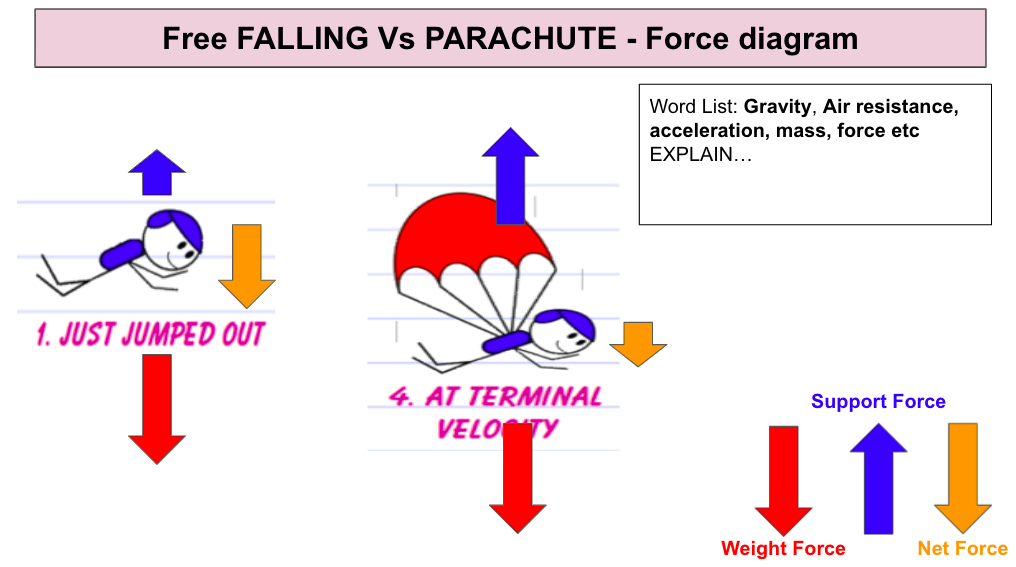 Free FALLING Vs PARACHUTE - Force diagram
Word List: Gravity, Air resistance,
acceleration, mass, force etc
EXPLAIN…
1. JUST JUMPED OUT
4. AT TERMINAL
VELOCITY
Support Force
Weight Force
Net Force